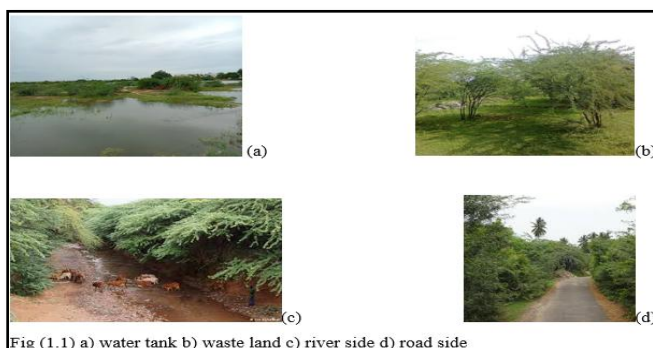 (a)
(b)
(c)
(d)
Fig (1.1) a) water tank b) waste land c) river side d) road side